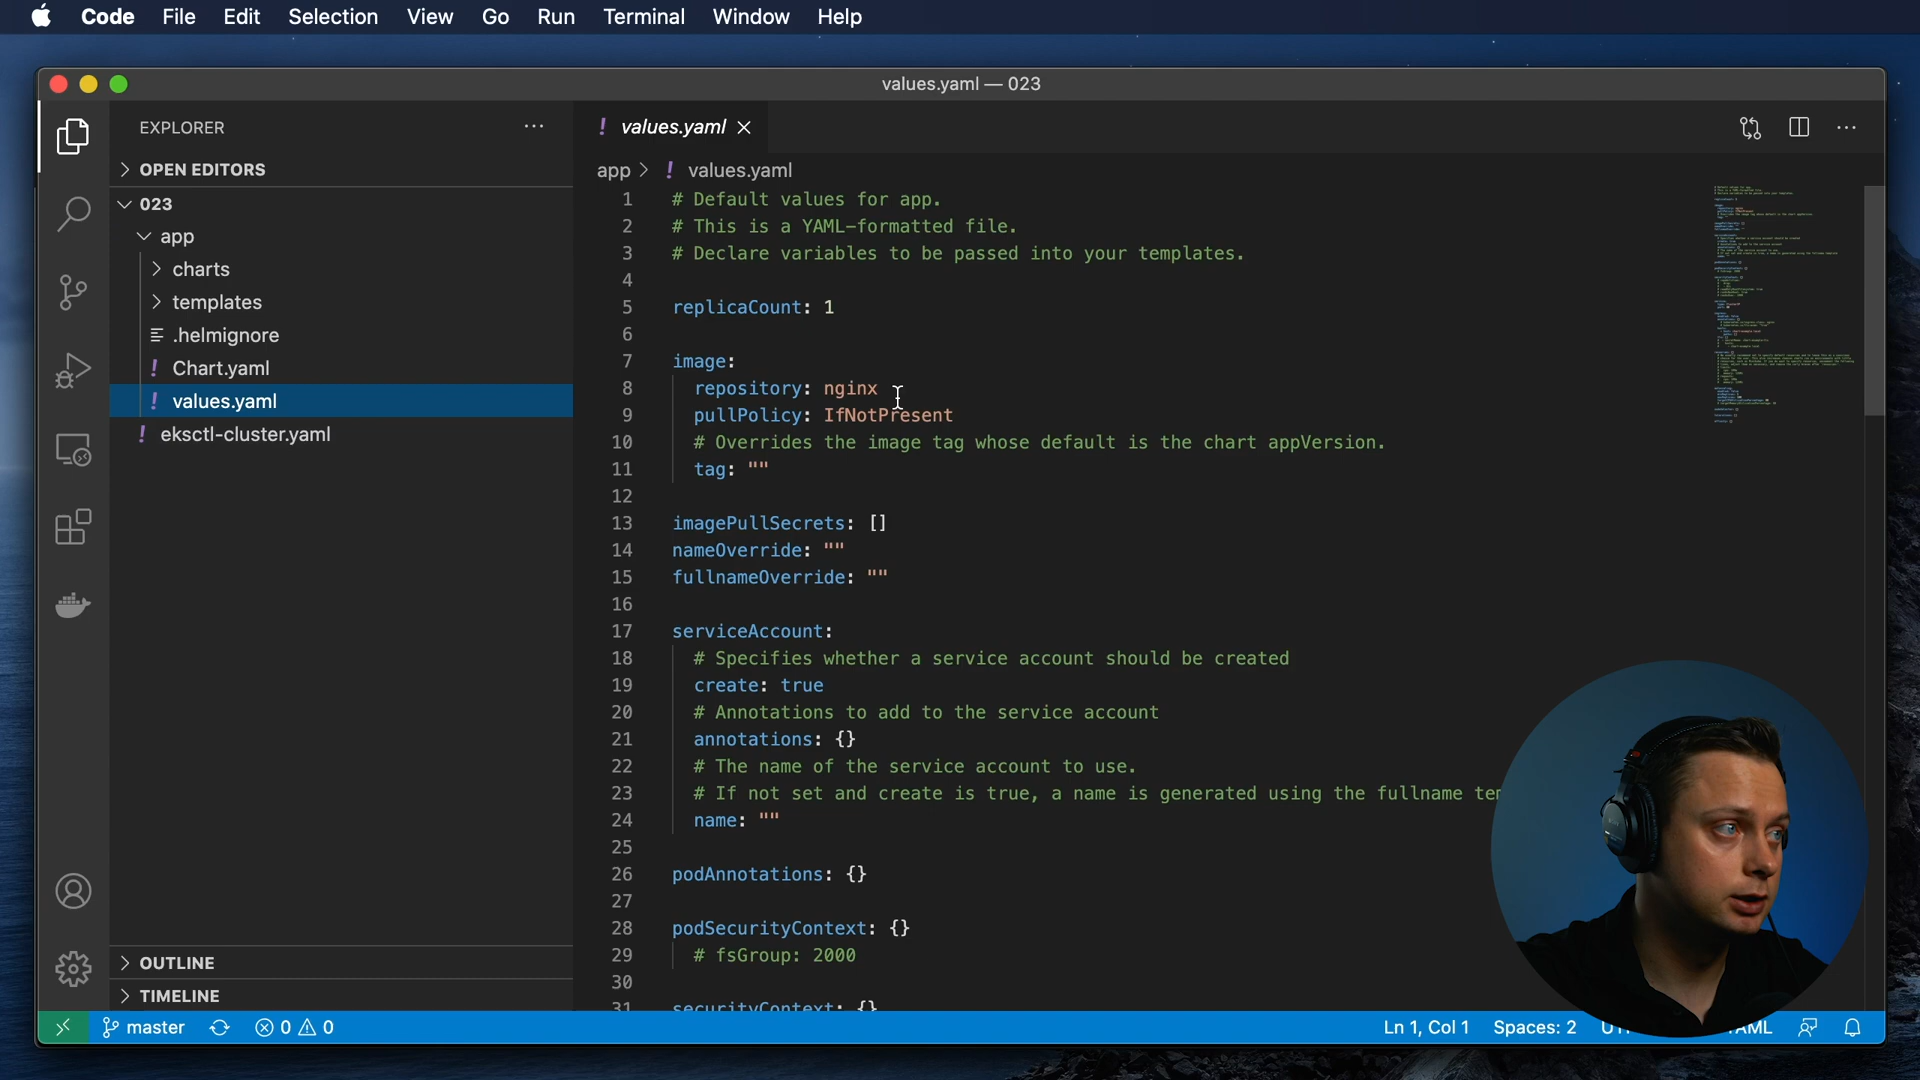 Code File Edit Selection View Go Run Terminal Window Help
values.yaml — 023
EXPLORER
OPEN EDITORS
023
app
charts
templates
.helmignore
! Chart.yaml
! values.yaml
! eksctl-cluster.yaml
OUTLINE
TIMELINE
! values.yaml
app > ! values.yaml
1 # Default values for app.
2 # This is a YAML-formatted file.
3 # Declare variables to be passed into your templates.
4
5 replicaCount: 1
6
7 image:
8 repository: nginx
9 pullPolicy: IfNotPresent
10 # Overrides the image tag whose default is the chart appVersion.
11 tag: ""
12
13 imagePullSecrets: []
14 nameOverride: ""
15 fullnameOverride: ""
16
17 serviceAccount:
18 # Specifies whether a service account should be created
19 create: true
20 # Annotations to add to the service account
21 annotations: {}
22 # The name of the service account to use.
23 # If not set and create is true, a name is generated using the fullname
24 name: ""
25
26 podAnnotations: {}
27
28 podSecurityContext: {}
29 # fsGroup: 2000
30
31 securityContext: {}
master 0 0 Ln 1, Col 1 Spaces: 2